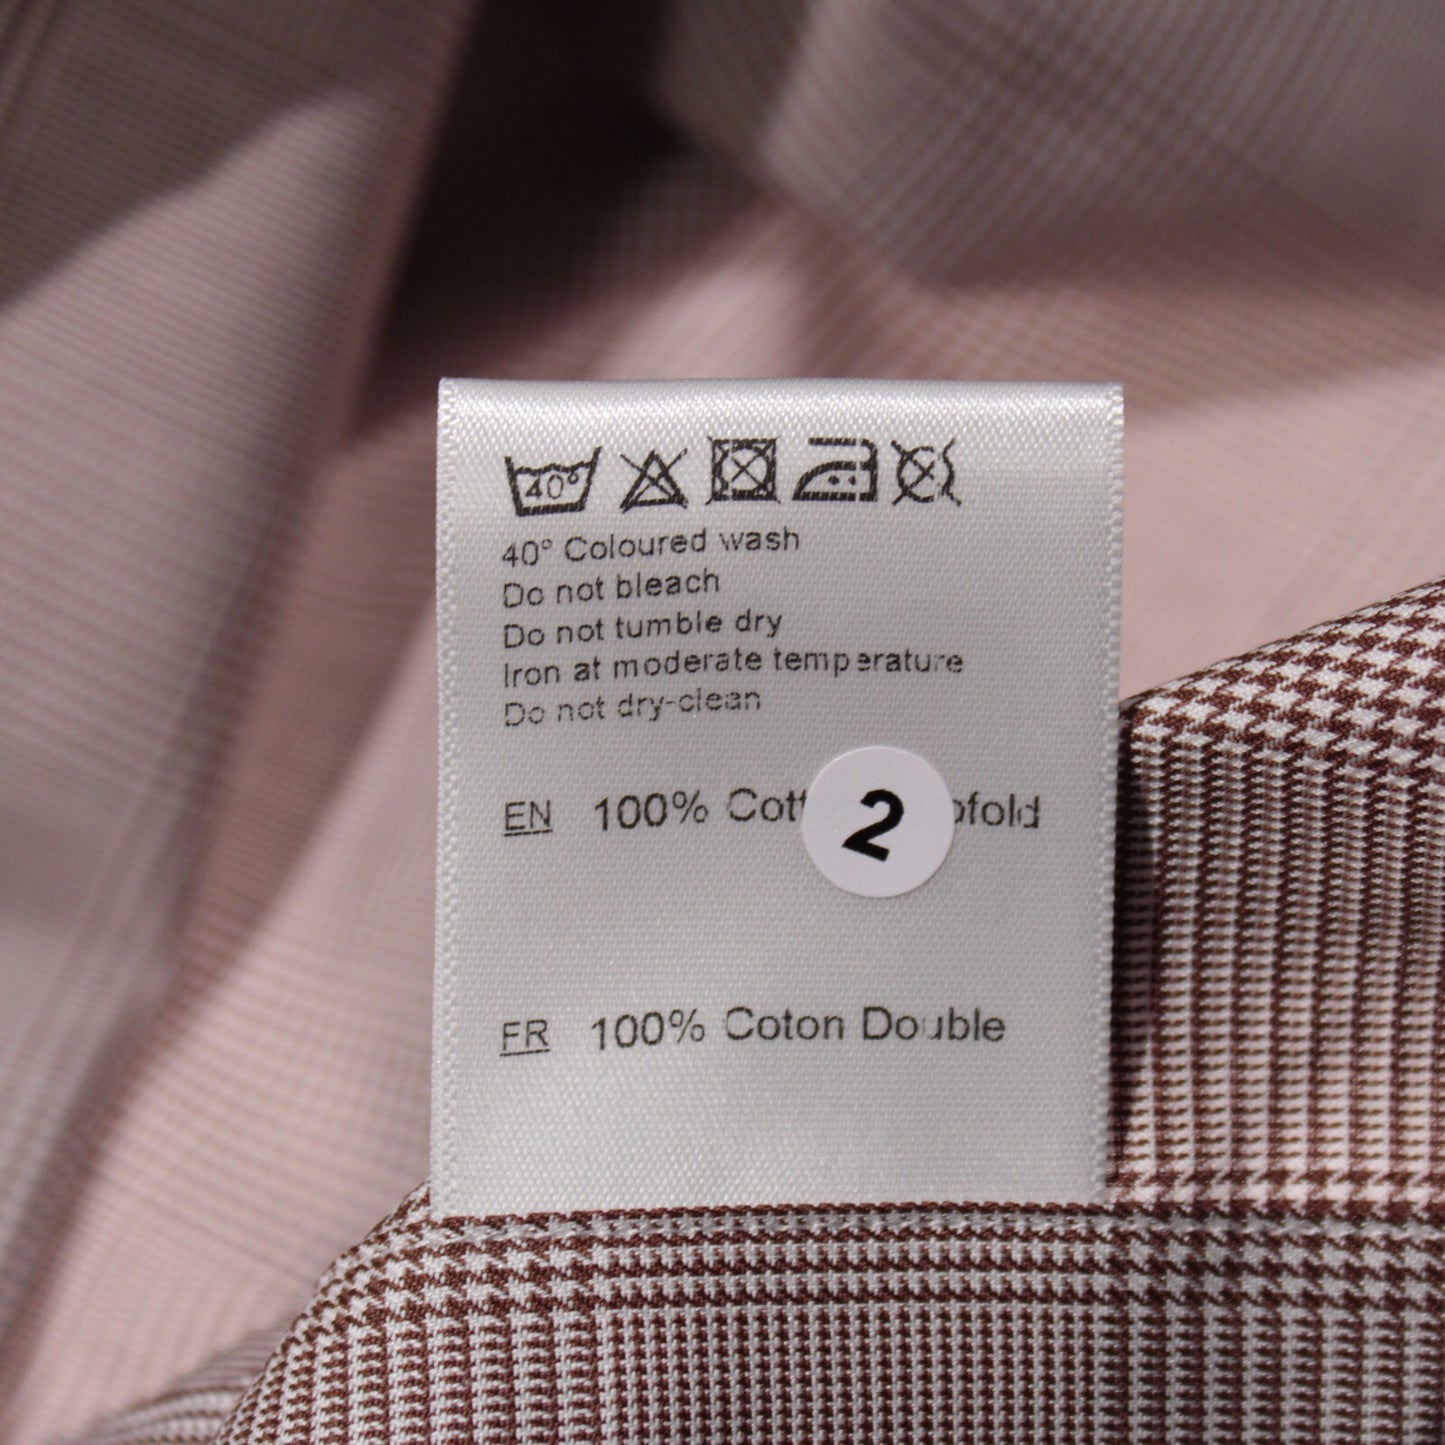 40°
40° Coloured wash
Do not bleach
Do not tumble dry
Iron at moderate temperature
Do not dry-clean
EN 100% Cott 2 ofold
FR 100% Coton Double